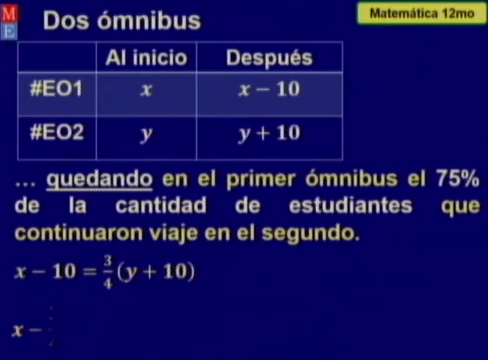 M
E
Dos ómnibus
Matemática 12mo
Al inicio Después
#EO1 x x − 10
#EO2 y y + 10
... quedando en el primer ómnibus el 75%
de la cantidad de estudiantes que
continuaron viaje en el segundo.
x − 10 = 3/4 (y + 10)
x −